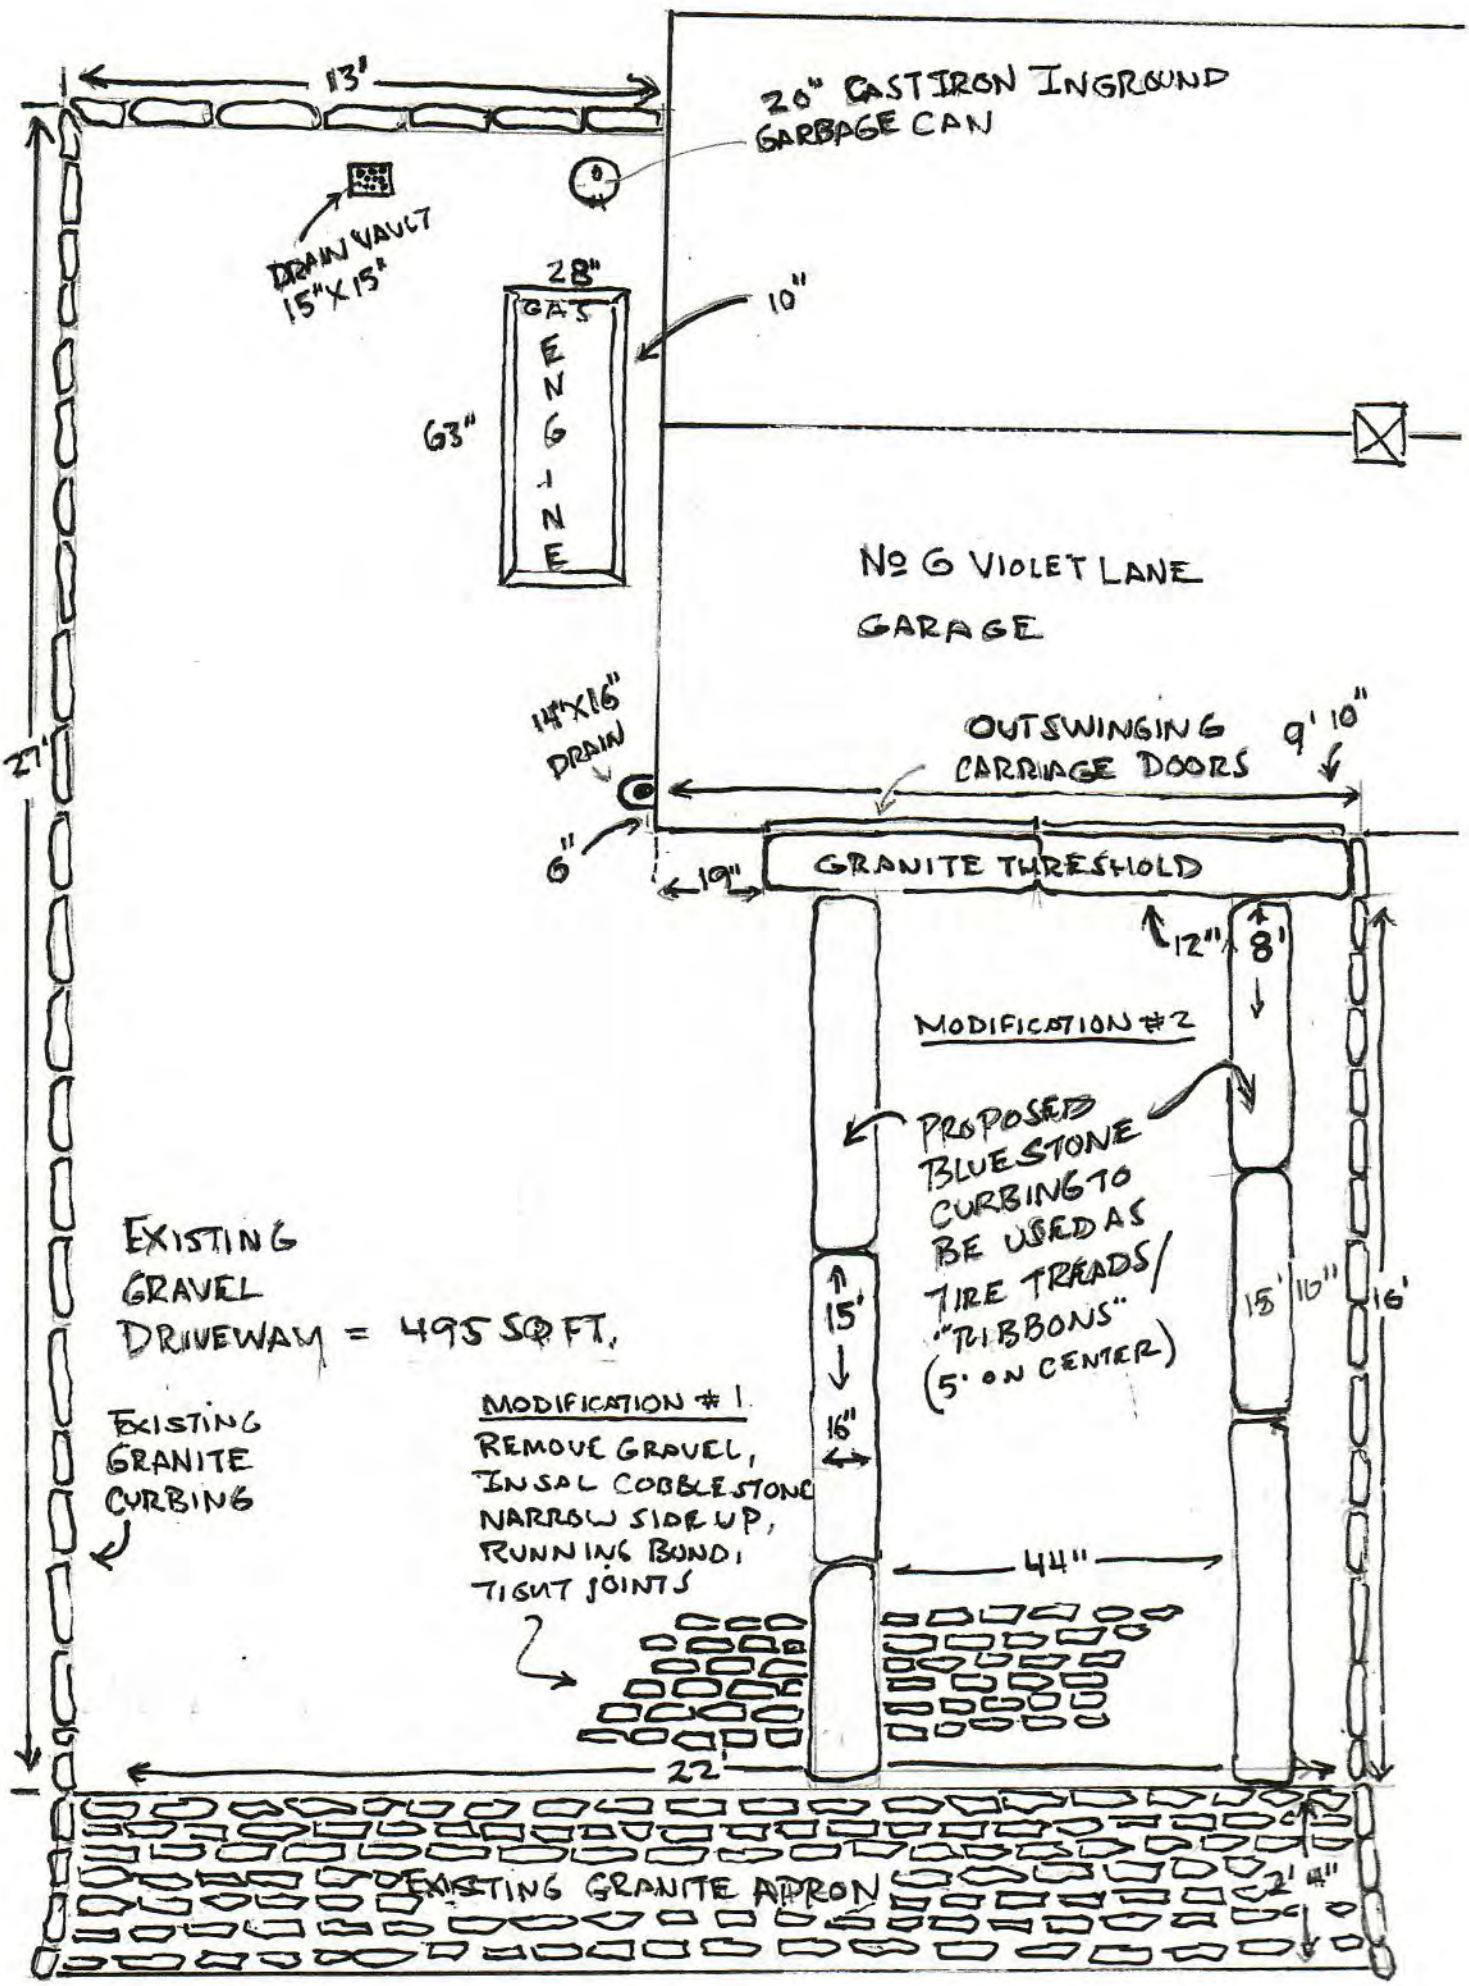 13'
20" CAST IRON INGROUND
GARBAGE CAN
DRAIN VAULT
15"X15"
28"
GAS
E
N
G
I
N
E
10"
63"
Nº 6 VIOLET LANE
GARAGE
14"X16"
DRAIN
OUTSWINGING
CARRIAGE DOORS
9' 10"
27'
6"
19"
GRANITE THRESHOLD
12"
8'
MODIFICATION #2
PROPOSED
BLUESTONE
CURBING TO
BE USED AS
TIRE TREADS/
"RIBBONS"
(5' ON CENTER)
15'
16"
15'
16"
16'
EXISTING
GRAVEL
DRIVEWAY = 495 SQ FT.
EXISTING
GRANITE
CURBING
MODIFICATION #1
REMOVE GRAVEL,
INSAL COBBLESTONE
NARROW SIDE UP,
RUNNING BOND,
TIGHT JOINTS
44"
22'
EXISTING GRANITE APRON
2' 4"